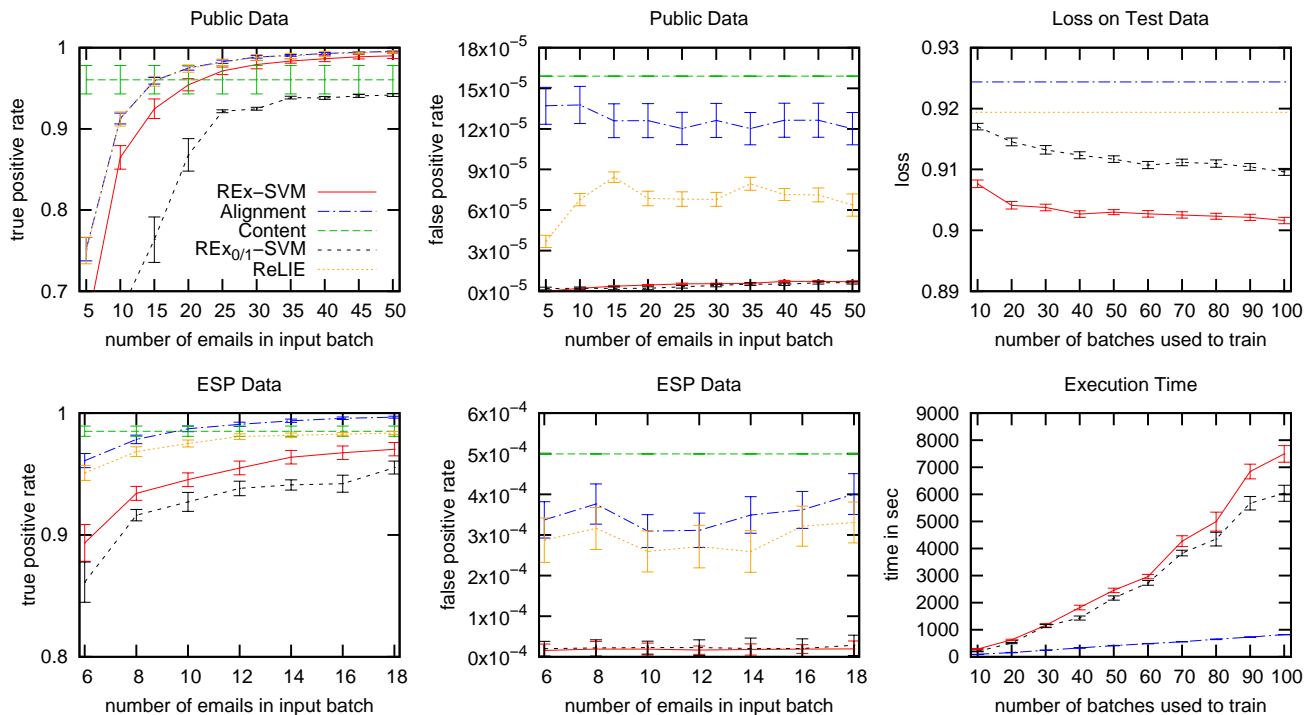 Public Data
true positive rate
1
0.9
0.8
0.7
5 10 15 20 25 30 35 40 45 50
number of emails in input batch
REx−SVM
Alignment
Content
REx0/1−SVM
ReLIE
Public Data
false positive rate
18x10-5
15x10-5
12x10-5
9x10-5
6x10-5
3x10-5
0x10-5
5 10 15 20 25 30 35 40 45 50
number of emails in input batch
Loss on Test Data
loss
0.93
0.92
0.91
0.9
0.89
10 20 30 40 50 60 70 80 90 100
number of batches used to train
ESP Data
true positive rate
1
0.9
0.8
6 8 10 12 14 16 18
number of emails in input batch
ESP Data
false positive rate
6x10-4
5x10-4
4x10-4
3x10-4
2x10-4
1x10-4
0x10-4
6 8 10 12 14 16 18
number of emails in input batch
Execution Time
time in sec
9000
8000
7000
6000
5000
4000
3000
2000
1000
0
10 20 30 40 50 60 70 80 90 100
number of batches used to train